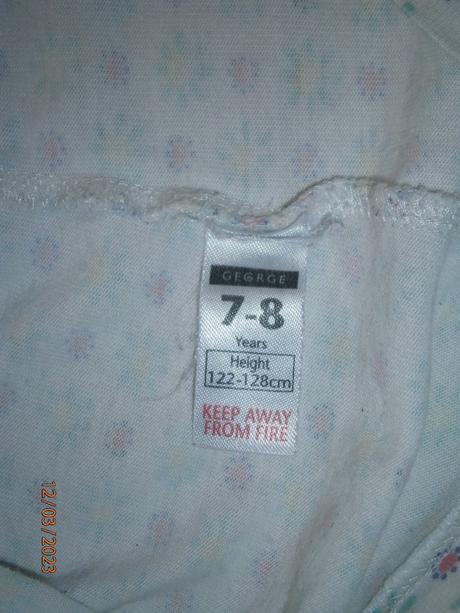 GEORGE
7-8
Years
Height
122-128cm
KEEP AWAY
FROM FIRE
12/03/2023